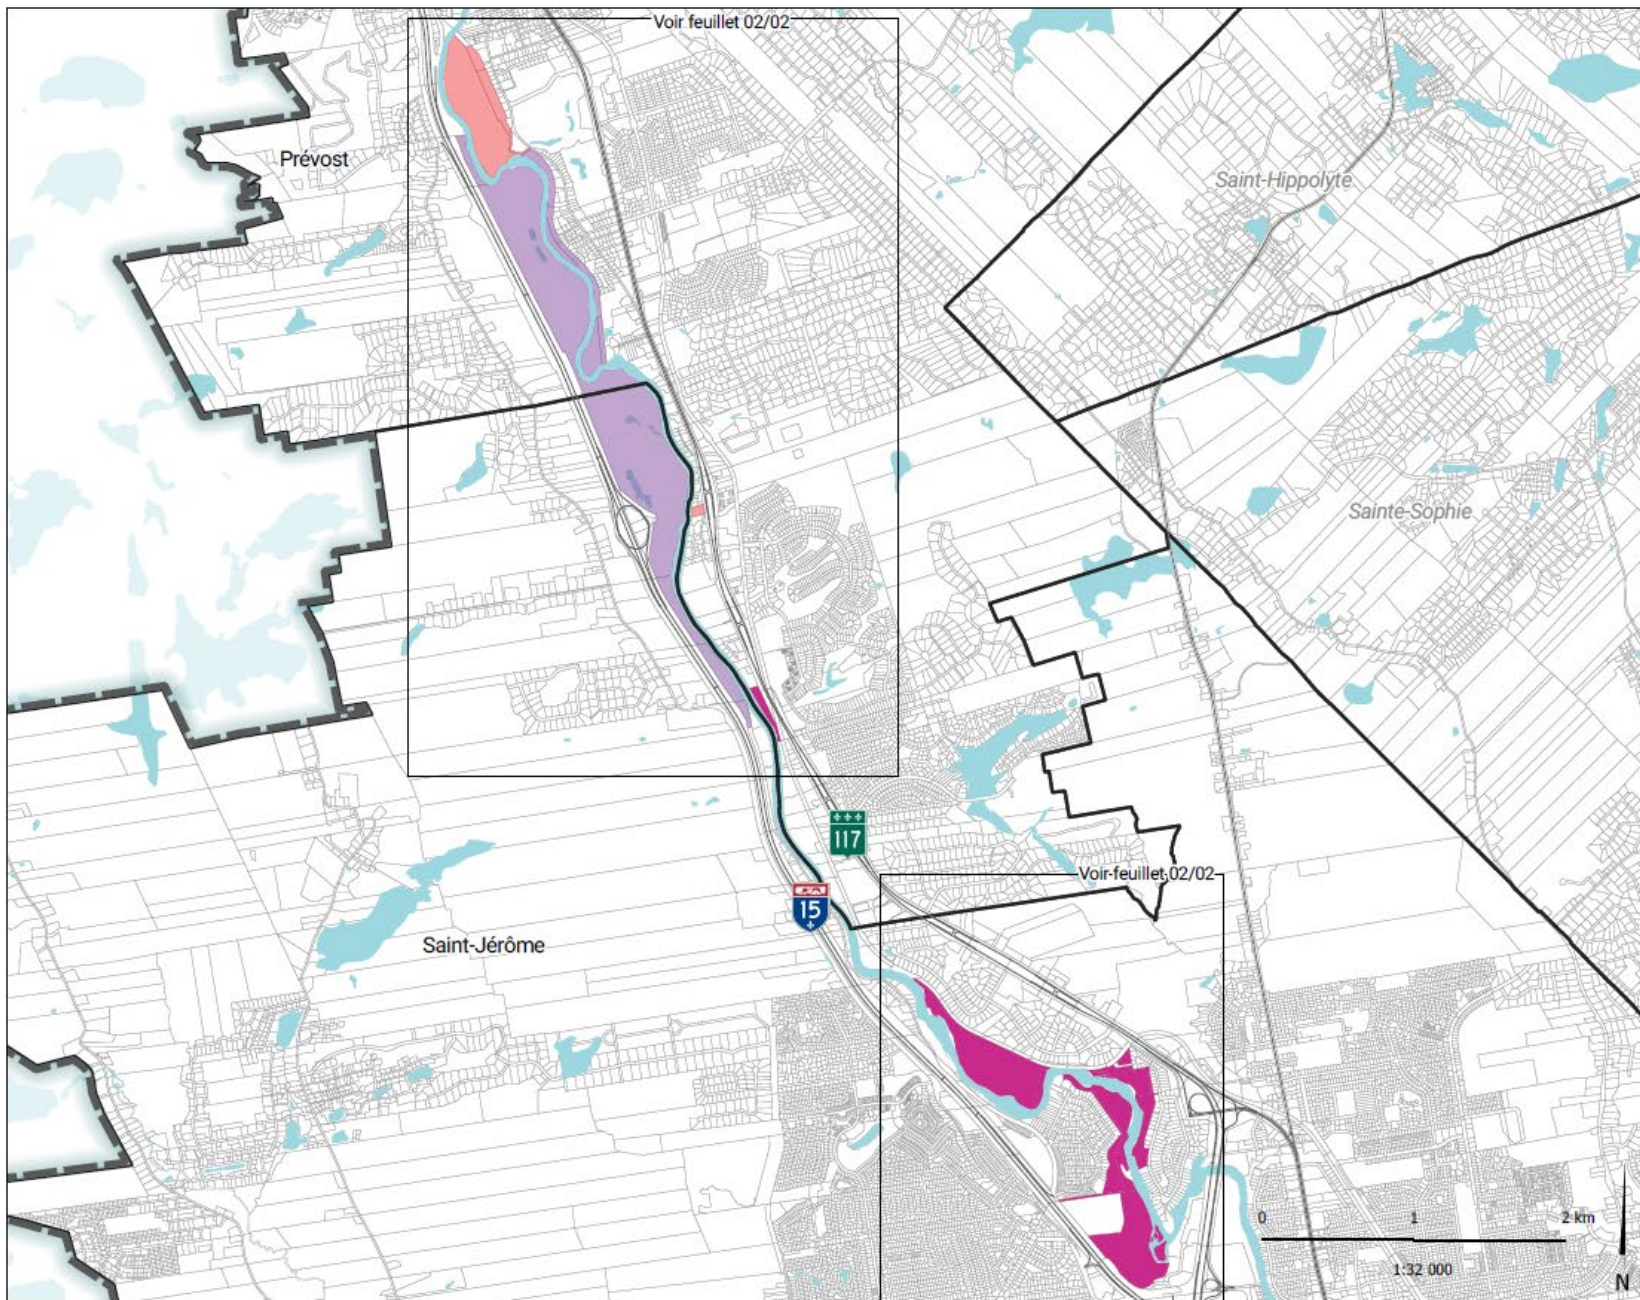 Voir feuillet 02/02
Prévost
Saint-Hippolyte
Sainte-Sophie
117
Voir feuillet 02/02
15
Saint-Jérôme
0 1 2 km
1:32 000
N